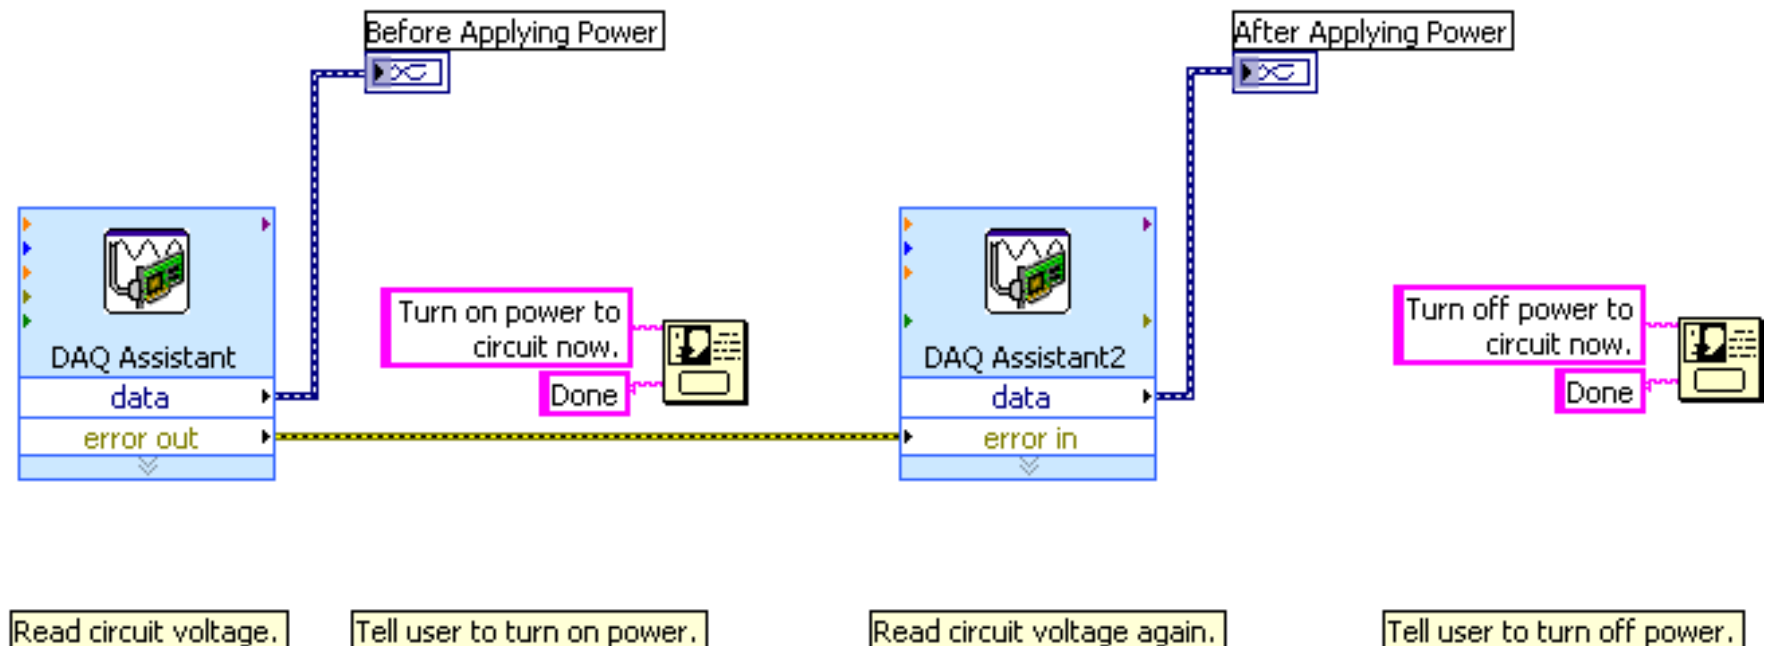 Before Applying Power
After Applying Power
Turn on power to
circuit now.
Done
Turn off power to
circuit now.
Done
DAQ Assistant
data
error out
DAQ Assistant2
data
error in
Read circuit voltage.
Tell user to turn on power.
Read circuit voltage again.
Tell user to turn off power.